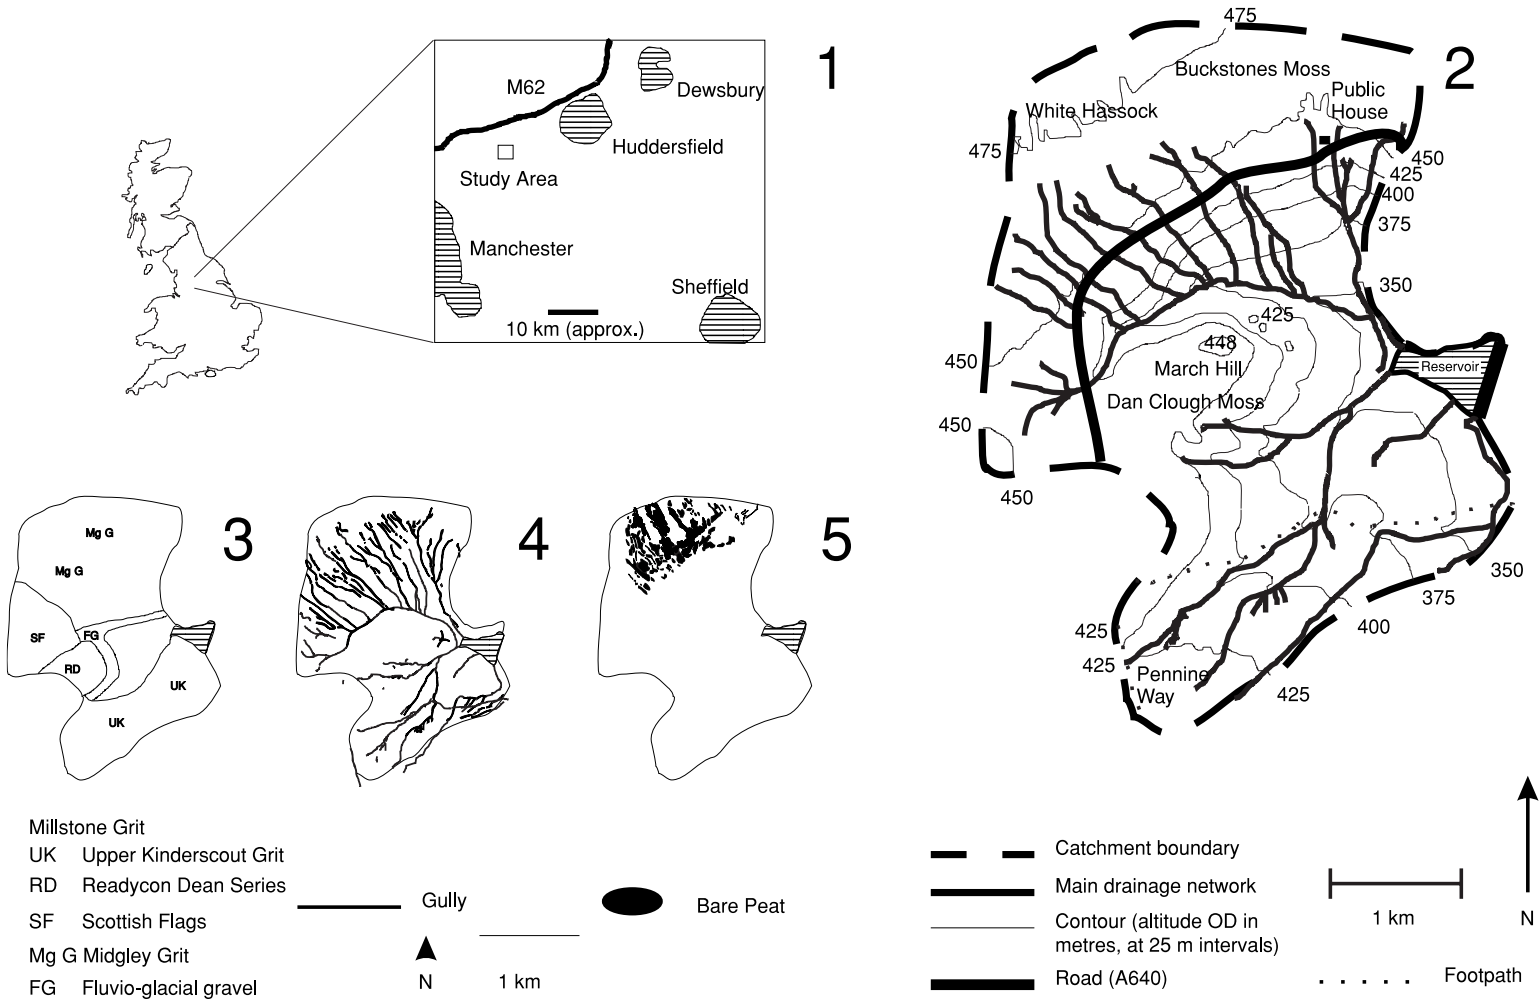 1
M62
Dewsbury
Huddersfield
Study Area
Manchester
Sheffield
10 km (approx.)
2
475
Buckstones Moss
Public
House
White Hassock
475
450
425
400
375
350
425
448
March Hill
Reservoir
Dan Clough Moss
450
450
450
350
375
400
425
425
425
Pennine
Way
3
Mg G
Mg G
SF
FG
RD
UK
UK
4
5
Millstone Grit
UK Upper Kinderscout Grit
RD Readycon Dean Series
SF Scottish Flags
Mg G Midgley Grit
FG Fluvio-glacial gravel
Gully
N
1 km
Bare Peat
Catchment boundary
Main drainage network
Contour (altitude OD in
metres, at 25 m intervals)
Road (A640)
1 km
N
Footpath